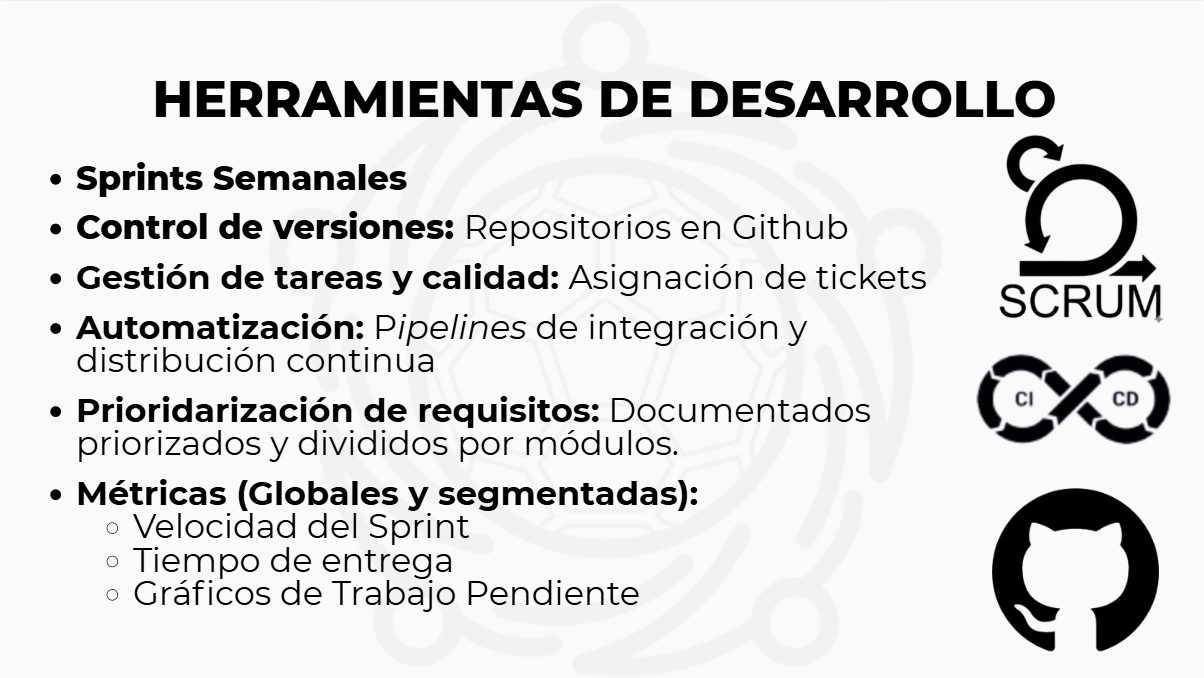 HERRAMIENTAS DE DESARROLLO
• Sprints Semanales
• Control de versiones: Repositorios en Github
• Gestión de tareas y calidad: Asignación de tickets
• Automatización: Pipelines de integración y
distribución continua
• Prioridarización de requisitos: Documentados
priorizados y divididos por módulos.
• Métricas (Globales y segmentadas):
○ Velocidad del Sprint
○ Tiempo de entrega
○ Gráficos de Trabajo Pendiente
SCRUM
CI CD